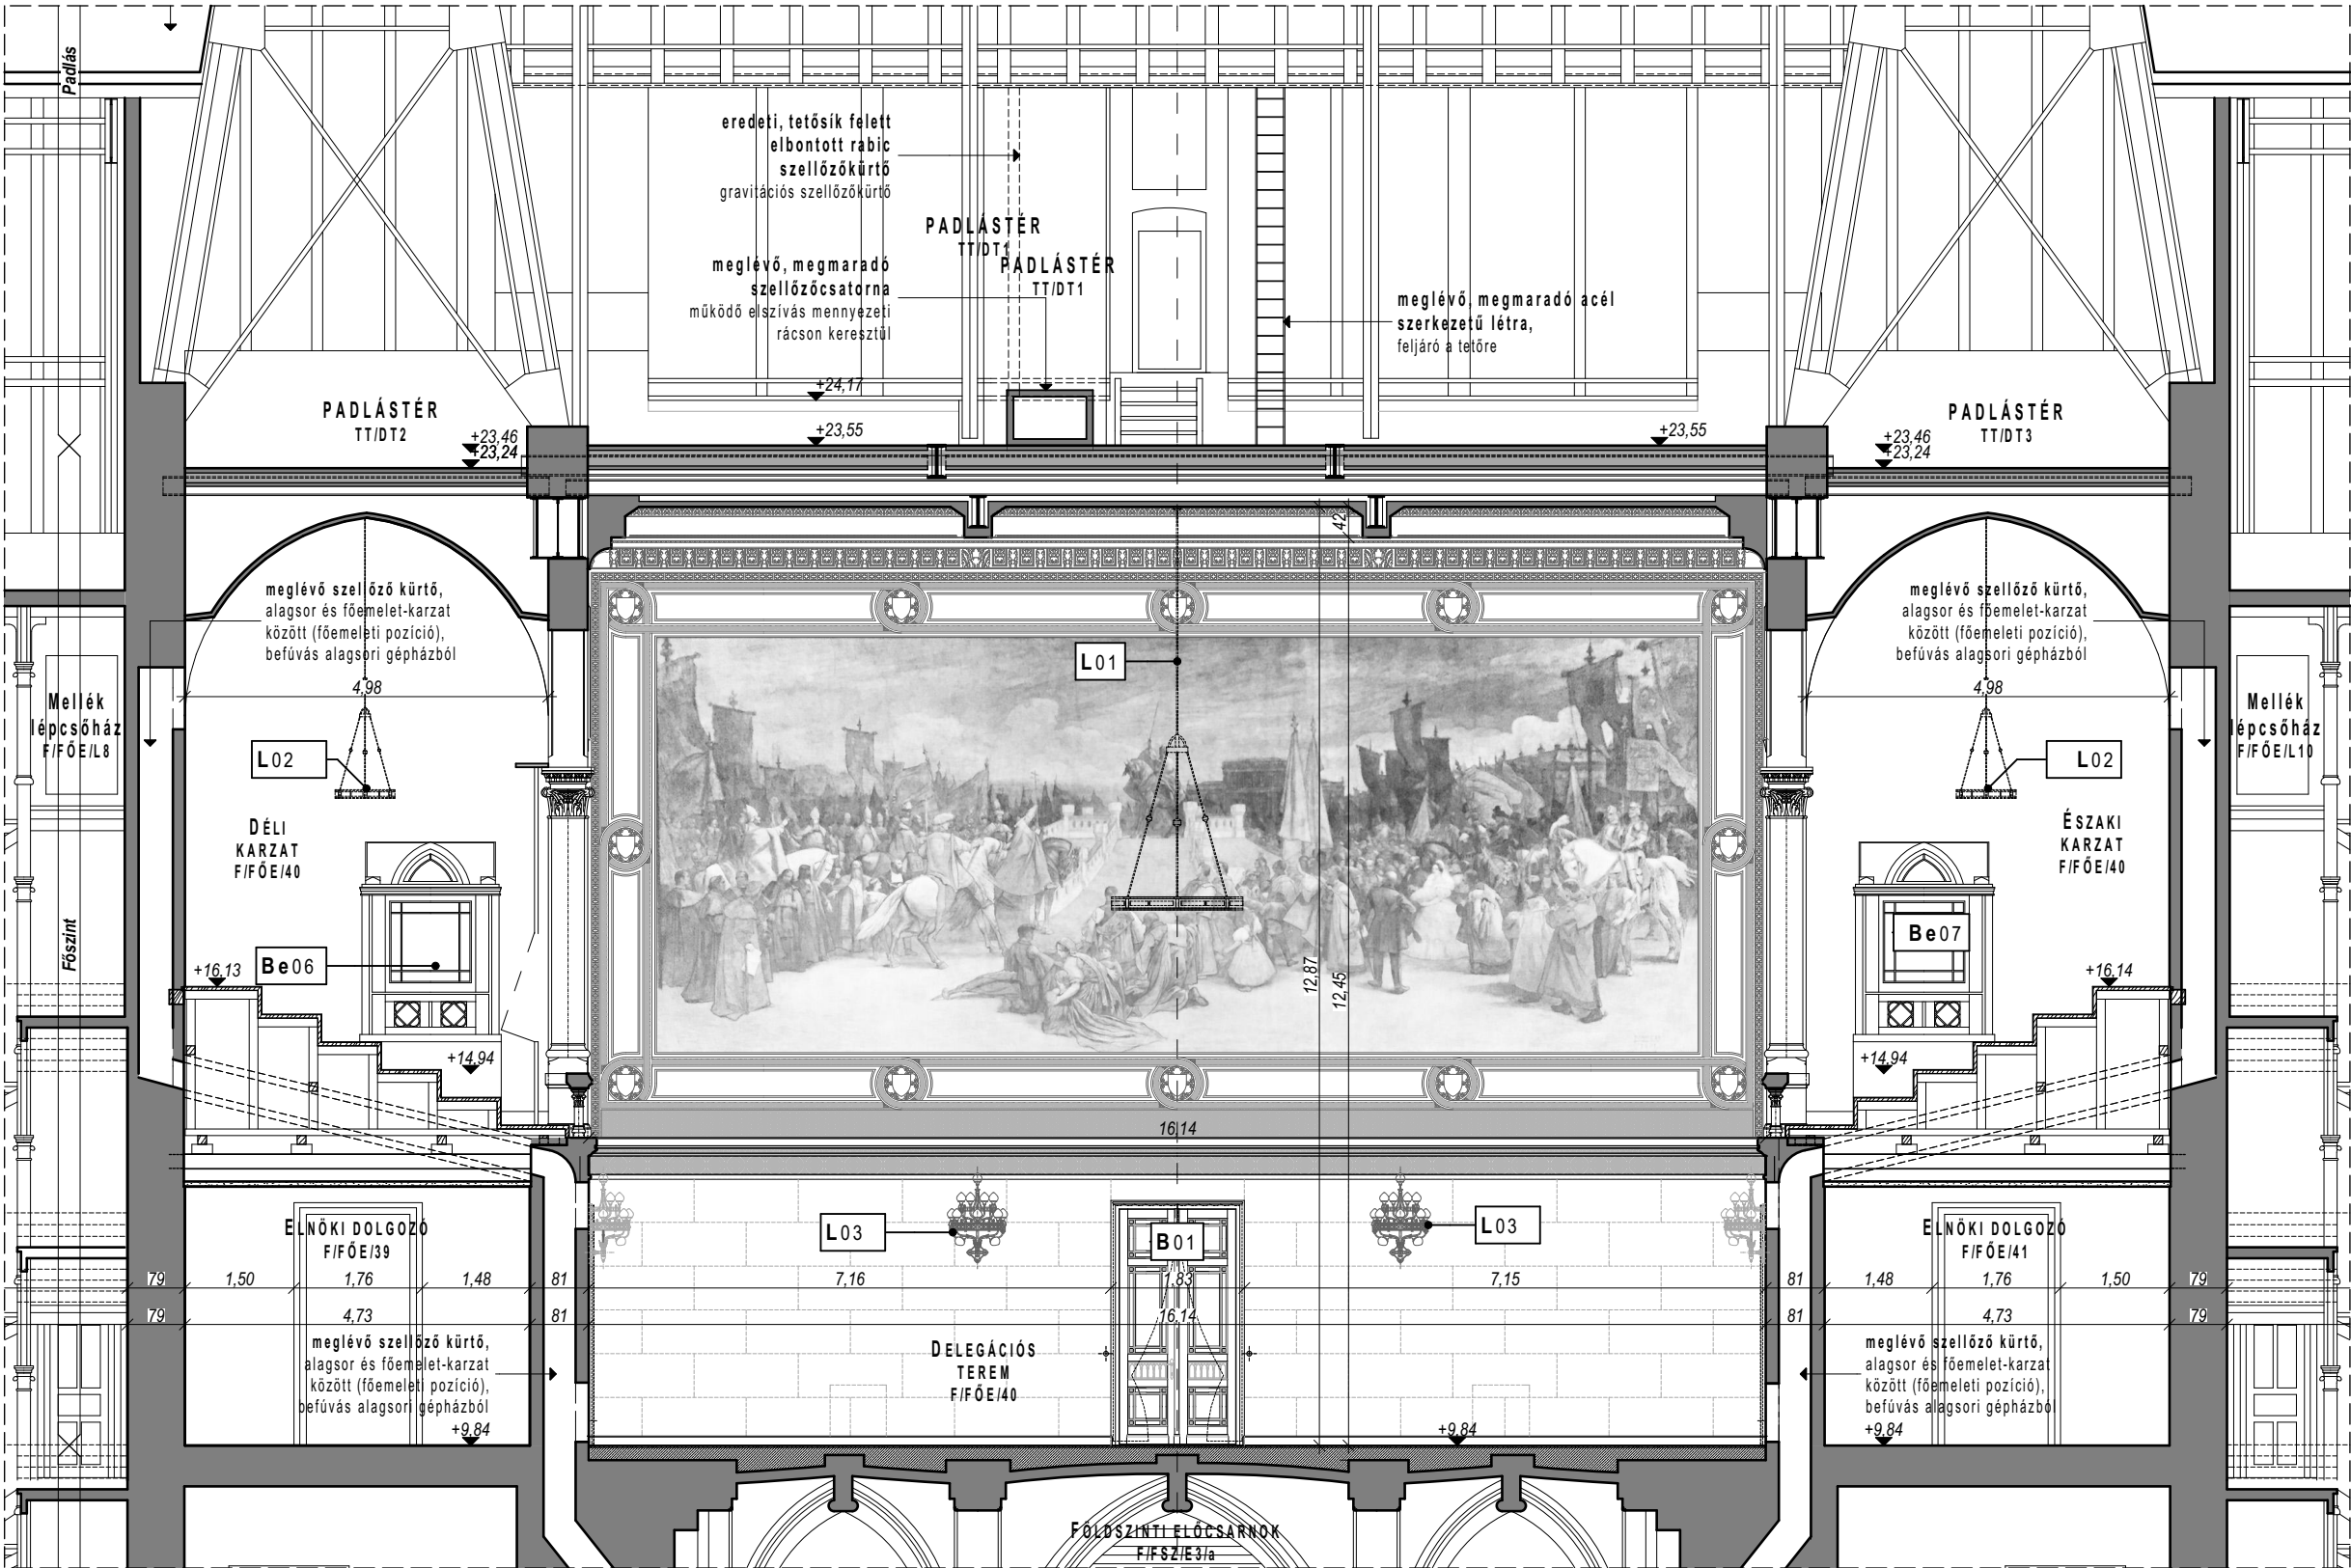 Padlás
eredeti, tetősík felett
elbontott rabic
szellőzőkürtő
gravitációs szellőzőkürtő
PADLÁSTÉR
TT/DT1
PADLÁSTÉR
TT/DT1
meglévő, megmaradó
szellőzőcsatorna
működő elszívás mennyezeti
rácson keresztül
meglévő, megmaradó acél
szerkezetű létra,
feljáró a tetőre
+24,17
PADLÁSTÉR
TT/DT2
+23,46
+23,24
+23,55
+23,55
PADLÁSTÉR
TT/DT3
+23,46
+23,24
42
meglévő szellőző kürtő,
alagsor és főemelet-karzat
között (főemeleti pozíció),
befúvás alagsori gépházból
meglévő szellőző kürtő,
alagsor és főemelet-karzat
között (főemeleti pozíció),
befúvás alagsori gépházból
L01
4,98
4,98
Mellék
lépcsőház
F/FŐE/L8
Mellék
lépcsőház
F/FŐE/L10
L02
L02
DÉLI
KARZAT
F/FŐE/40
ÉSZAKI
KARZAT
F/FŐE/40
Főszint
Be06
Be07
+16,13
+16,14
12,87
12,45
+14,94
+14,94
16,14
ELNÖKI DOLGOZÓ
F/FŐE/39
L03
B01
L03
ELNÖKI DOLGOZÓ
F/FŐE/41
79
1,50
1,76
1,48
81
7,16
1,83
7,15
81
1,48
1,76
1,50
79
79
4,73
81
16,14
81
4,73
79
meglévő szellőző kürtő,
alagsor és főemelet-karzat
között (főemeleti pozíció),
befúvás alagsori gépházból
+9,84
DELEGÁCIÓS
TEREM
F/FŐE/40
+9,84
meglévő szellőző kürtő,
alagsor és főemelet-karzat
között (főemeleti pozíció),
befúvás alagsori gépházból
+9,84
FÖLDSZINTI ELŐCSARNOK
F/FSZ/E3/a